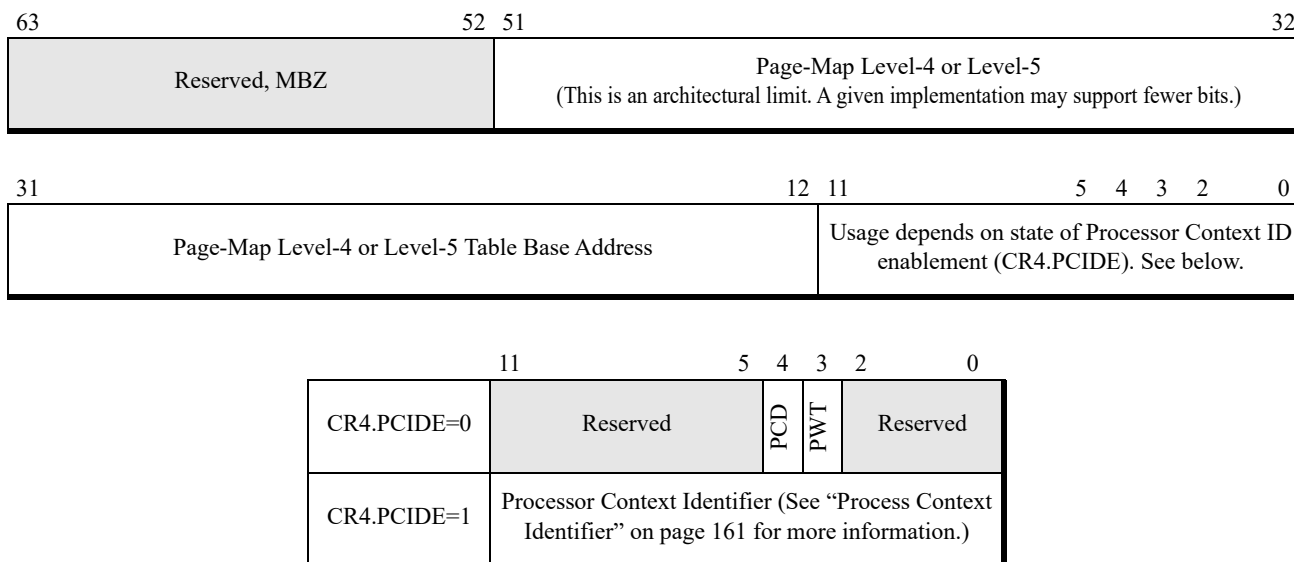 63 52 51 32
Reserved, MBZ
Page-Map Level-4 or Level-5
(This is an architectural limit. A given implementation may support fewer bits.)
31 12 11 5 4 3 2 0
Page-Map Level-4 or Level-5 Table Base Address
Usage depends on state of Processor Context ID
enablement (CR4.PCIDE). See below.
11 5 4 3 2 0
CR4.PCIDE=0 Reserved PCD PWT Reserved
CR4.PCIDE=1
Processor Context Identifier (See “Process Context
Identifier” on page 161 for more information.)